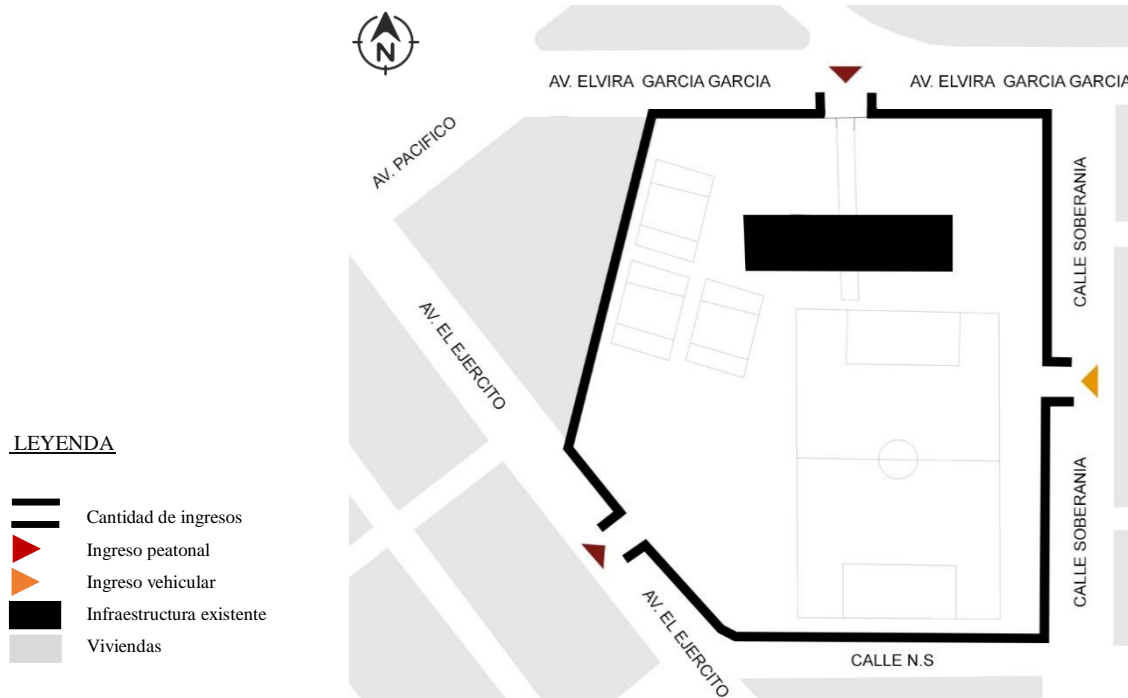 N
AV. ELVIRA GARCIA GARCIA
AV. ELVIRA GARCIA GARCIA
AV. PACIFICO
CALLE SOBERANIA
AV. EL EJERCITO
LEYENDA
Cantidad de ingresos
Ingreso peatonal
Ingreso vehicular
Infraestructura existente
Viviendas
CALLE SOBERANIA
AV. EL EJERCITO
CALLE N.S